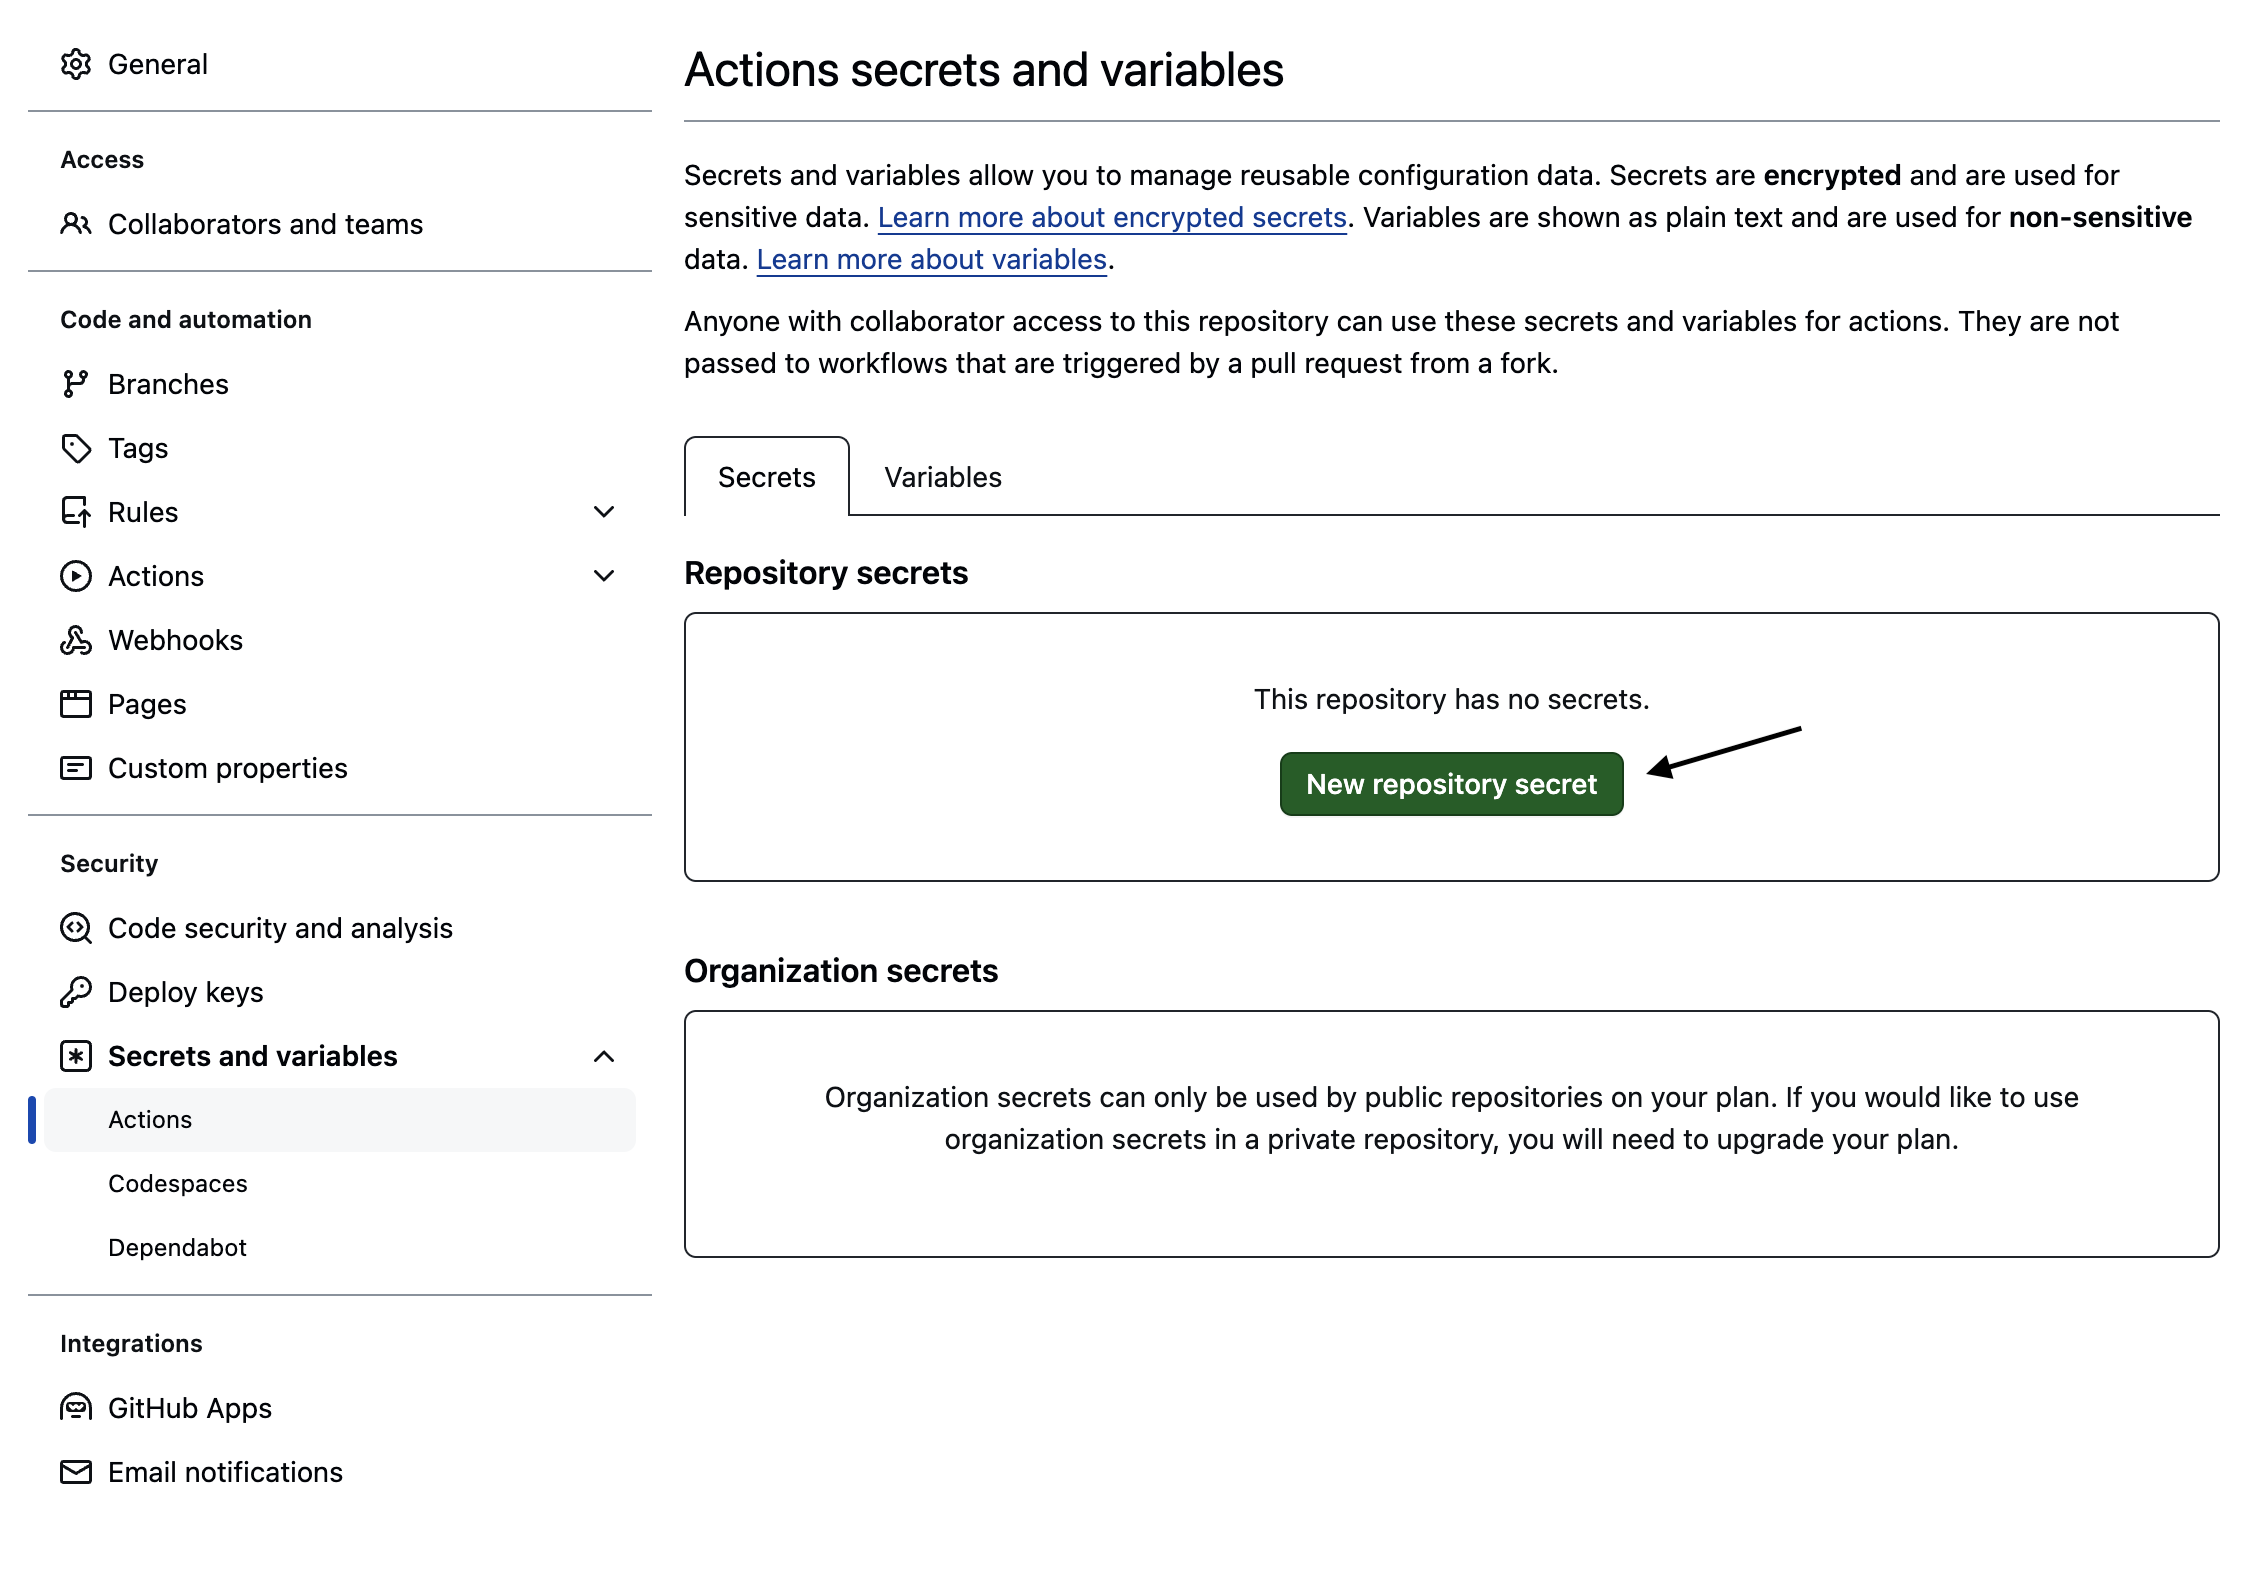 General
Access
Collaborators and teams
Code and automation
Branches
Tags
Rules
Actions
Webhooks
Pages
Custom properties
Security
Code security and analysis
Deploy keys
Secrets and variables
Actions
Codespaces
Dependabot
Integrations
GitHub Apps
Email notifications
Actions secrets and variables
Secrets and variables allow you to manage reusable configuration data. Secrets are encrypted and are used for
sensitive data. Learn more about encrypted secrets. Variables are shown as plain text and are used for non-sensitive
data. Learn more about variables.
Anyone with collaborator access to this repository can use these secrets and variables for actions. They are not
passed to workflows that are triggered by a pull request from a fork.
Secrets
Variables
Repository secrets
This repository has no secrets.
New repository secret
Organization secrets
Organization secrets can only be used by public repositories on your plan. If you would like to use
organization secrets in a private repository, you will need to upgrade your plan.